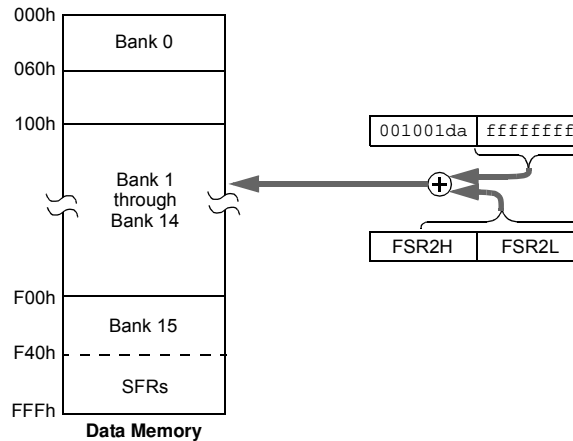 000h
Bank 0
060h
100h
001001da ffffffff
Bank 1
through
Bank 14
FSR2H FSR2L
F00h
Bank 15
F40h
SFRs
FFFh
Data Memory